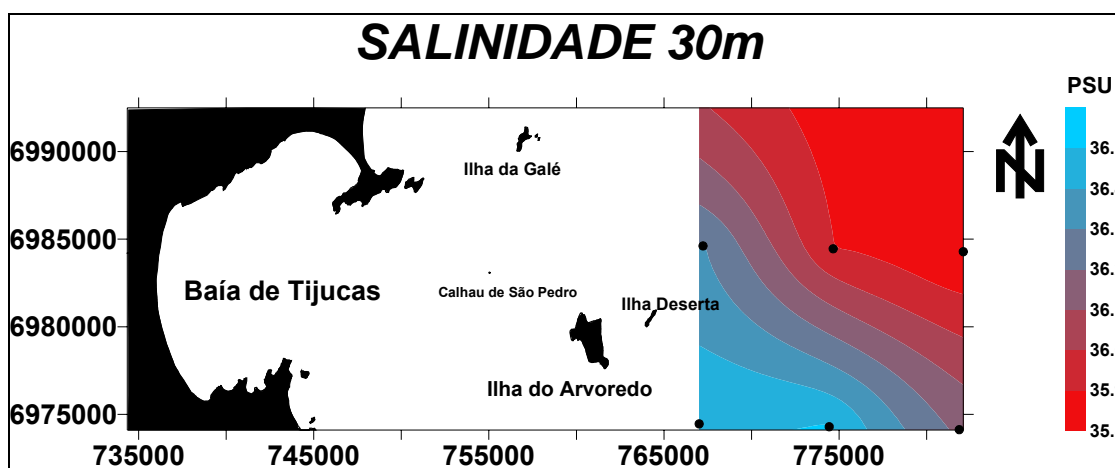 SALINIDADE 30m
PSU
6990000
6985000
6980000
6975000
Ilha da Galé
Baía de Tijucas
Calhau de São Pedro
Ilha Deserta
Ilha do Arvoredo
N
36.
36.
36.
36.
36.
36.
35.
35.
735000 745000 755000 765000 775000